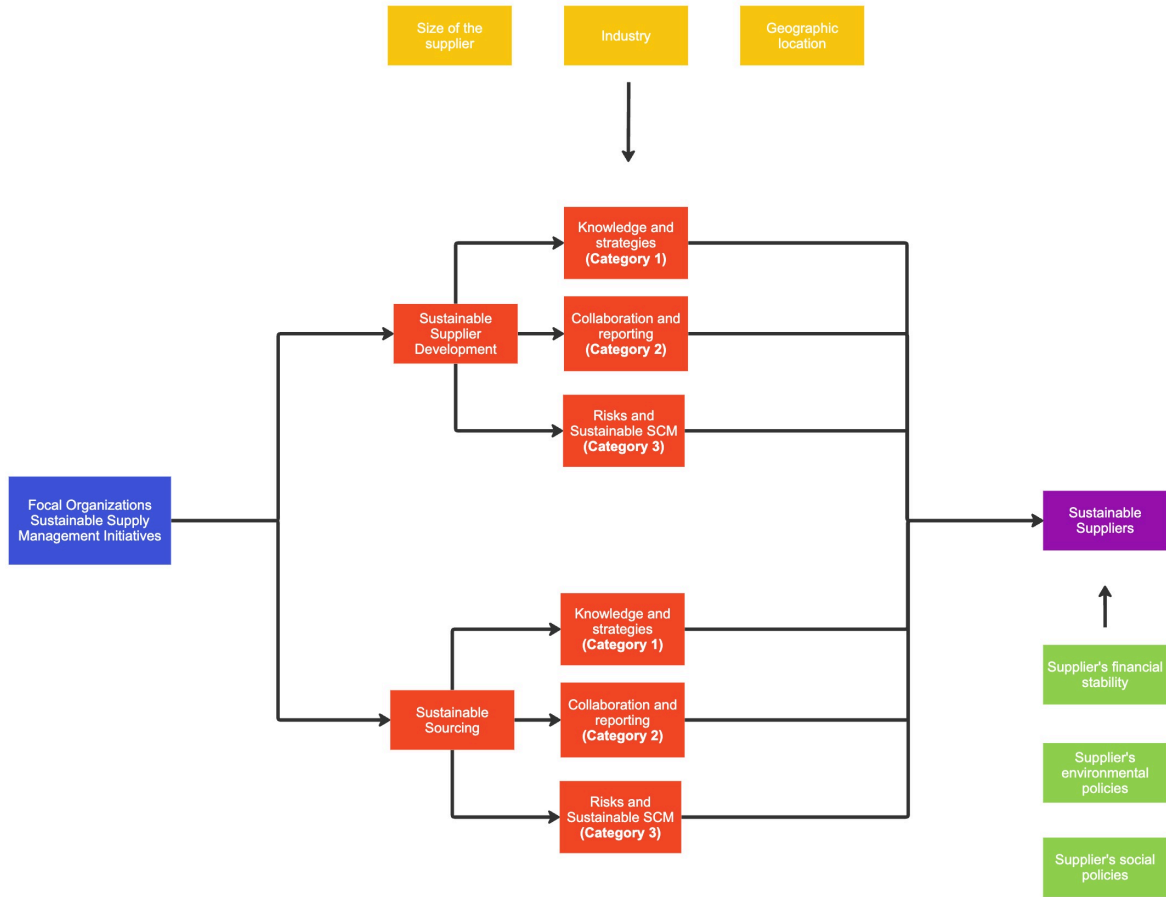 Size of the
supplier
Industry
Geographic
location
Knowledge and
strategies
(Category 1)
Sustainable
Supplier
Development
Collaboration and
reporting
(Category 2)
Risks and
Sustainable SCM
(Category 3)
Focal Organizations
Sustainable Supply
Management Initiatives
Sustainable
Suppliers
Knowledge and
strategies
(Category 1)
Sustainable
Sourcing
Collaboration and
reporting
(Category 2)
Risks and
Sustainable SCM
(Category 3)
Supplier's financial
stability
Supplier's
environmental
policies
Supplier's social
policies